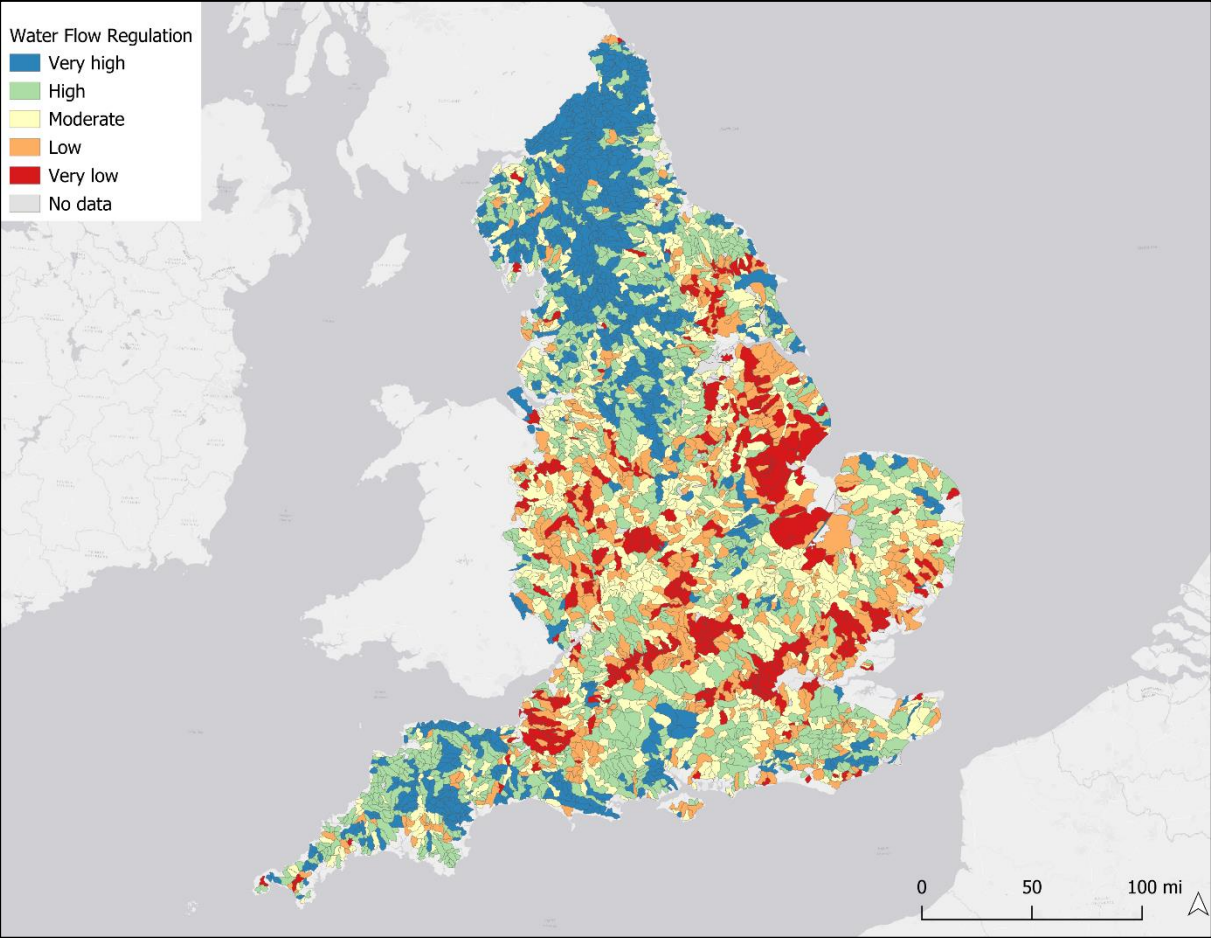 Water Flow Regulation
Very high
High
Moderate
Low
Very low
No data
0 50 100 mi